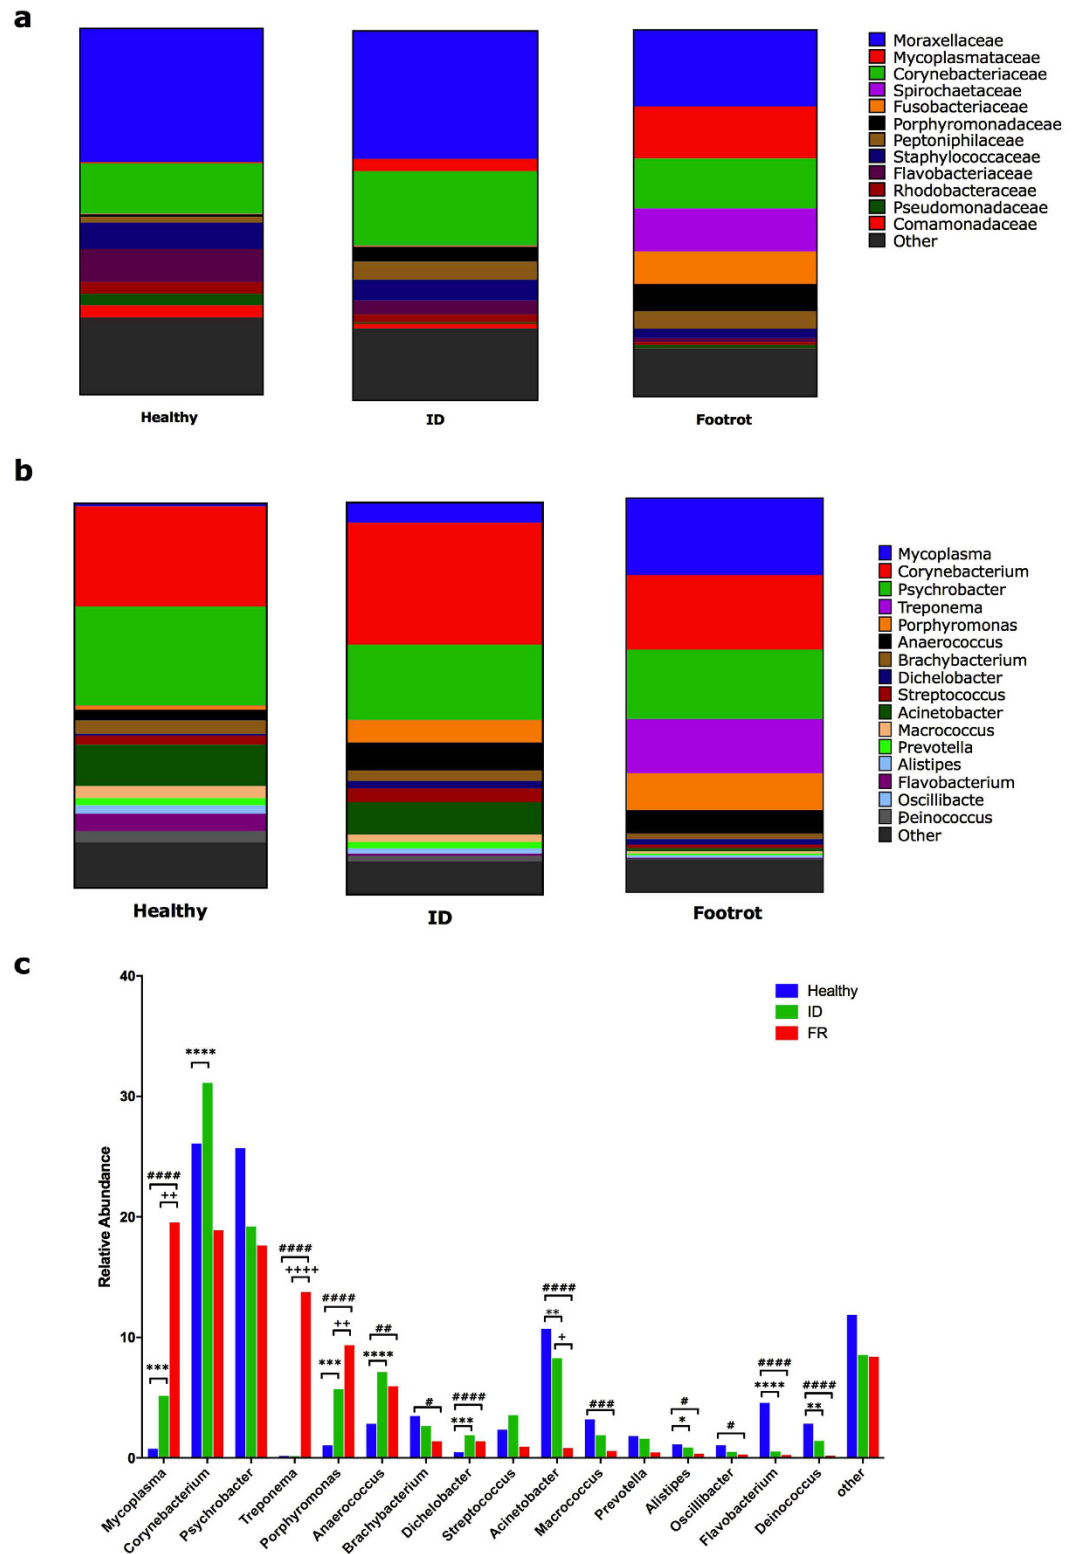 a
Moraxellaceae
Mycoplasmataceae
Corynebacteriaceae
Spirochaetaceae
Fusobacteriaceae
Porphyromonadaceae
Peptoniphilaceae
Staphylococcaceae
Flavobacteriaceae
Rhodobacteraceae
Pseudomonadaceae
Comamonadaceae
Other
Healthy
ID
Footrot
b
Mycoplasma
Corynebacterium
Psychrobacter
Treponema
Porphyromonas
Anaerococcus
Brachybacterium
Dichelobacter
Streptococcus
Acinetobacter
Macrococcus
Prevotella
Alistipes
Flavobacterium
Oscillibacte
Deinococcus
Other
Healthy
ID
Footrot
c
Healthy
ID
FR
Relative Abundance
40
30
20
10
0
***
####
++
****
####
++++
***
####
++
****
##
#
***
####
**
####
+
###
*
#
#
****
####
**
####
Mycoplasma
Corynebacterium
Psychrobacter
Treponema
Porphyromonas
Anaerococcus
Brachybacterium
Dichelobacter
Streptococcus
Acinetobacter
Macrococcus
Prevotella
Alistipes
Oscillibacter
Flavobacterium
Deinococcus
other